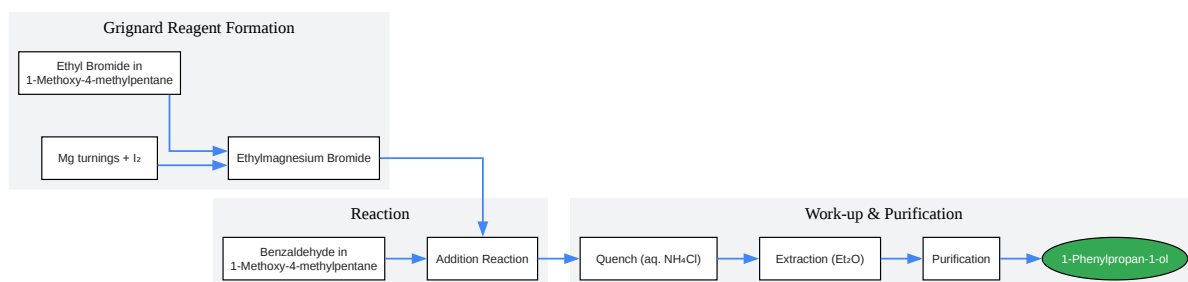 Grignard Reagent Formation
Ethyl Bromide in
1-Methoxy-4-methylpentane
Mg turnings + I₂
Ethylmagnesium Bromide
Reaction
Benzaldehyde in
1-Methoxy-4-methylpentane
Addition Reaction
Work-up & Purification
Quench (aq. NH₄Cl)
Extraction (Et₂O)
Purification
1-Phenylpropan-1-ol